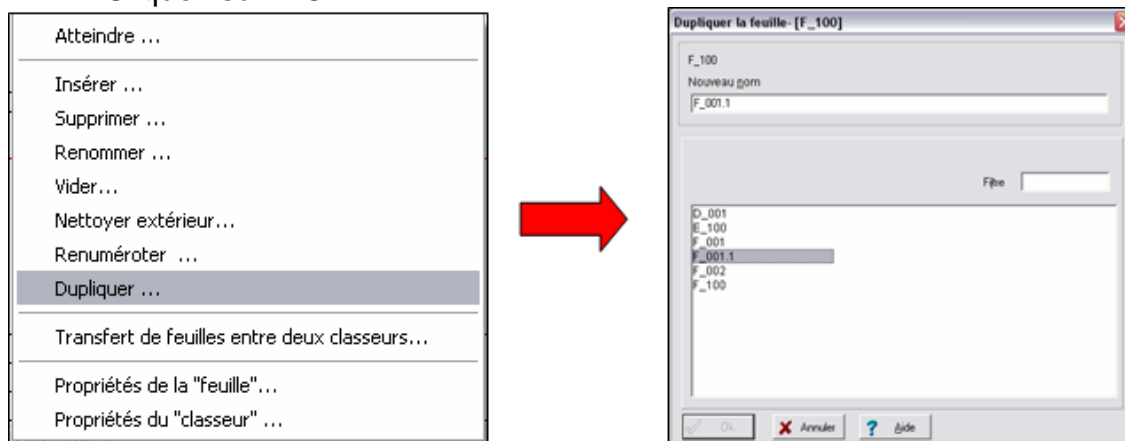 Atteindre ...
Insérer ...
Supprimer ...
Renommer ...
Vider...
Nettoyer extérieur...
Renuméroter ...
Dupliquer ...
Transfert de feuilles entre deux classeurs...
Propriétés de la "feuille"...
Propriétés du "classeur" ...
Dupliquer la feuille- [F_100]
F_100
Nouveau nom
F_001.1
Filtre
D_001
E_100
F_001
F_001.1
F_002
F_100
Ok
Annuler
Aide